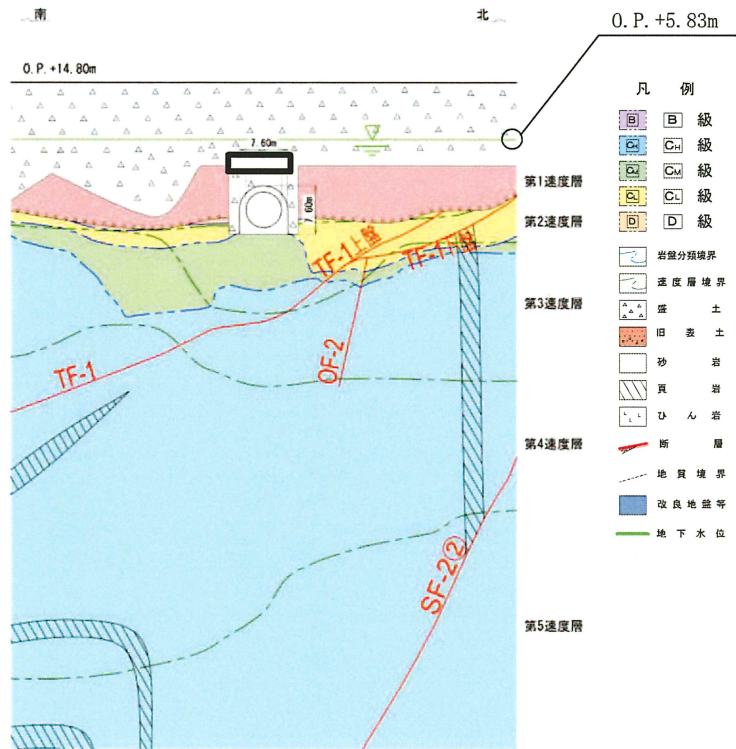 南
北
O.P.+5.83m
O.P.+14.80m
7.60m
7.60m
第1速度層
第2速度層
第3速度層
第4速度層
第5速度層
TF-1上盤
TF-1下盤
TF-1
OF-2
SF-2②
凡 例
B B 級
CH CH 級
CM CM 級
CL CL 級
D D 級
岩盤分類境界
速度層境界
盛 土
旧 表 土
砂 岩
頁 岩
ひ ん 岩
断 層
地 質 境 界
改 良 地 盤 等
地 下 水 位